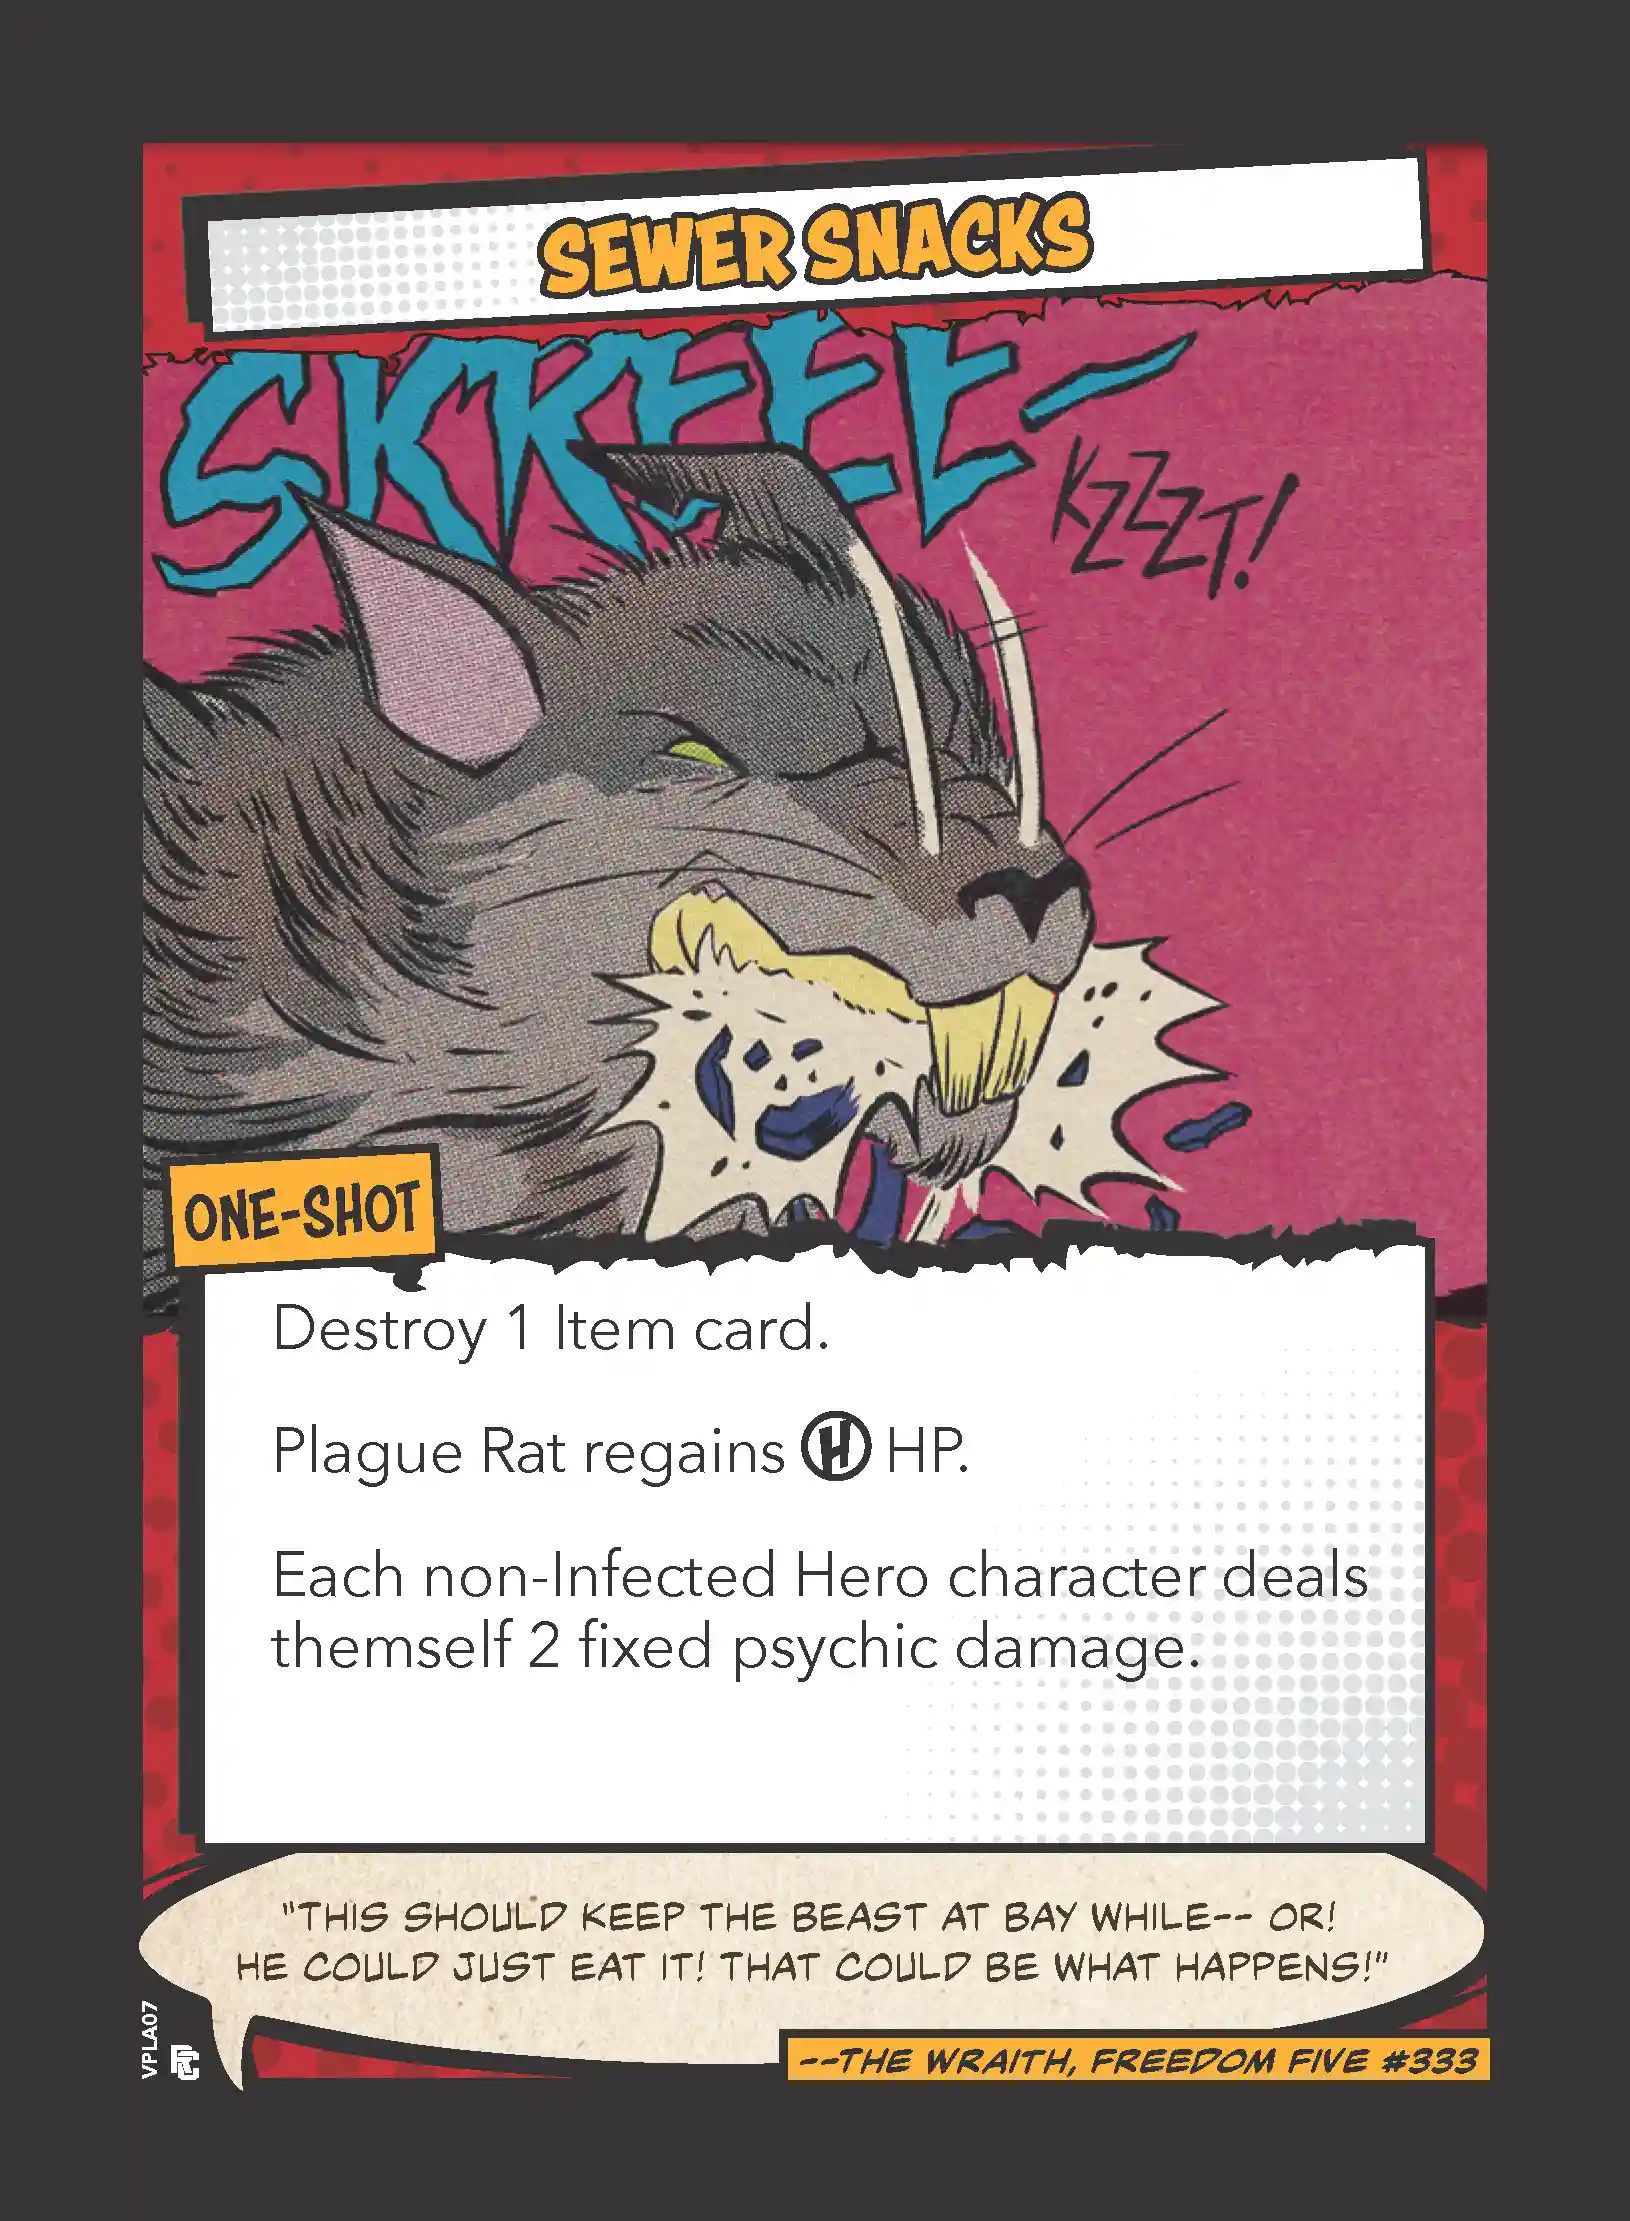 SEWER SNACKS
SKREEE-
KZZZT!
ONE-SHOT
Destroy 1 Item card.
Plague Rat regains H HP.
Each non-Infected Hero character deals
themself 2 fixed psychic damage.
"THIS SHOULD KEEP THE BEAST AT BAY WHILE-- OR!
HE COULD JUST EAT IT! THAT COULD BE WHAT HAPPENS!"
--THE WRAITH, FREEDOM FIVE #333
VPLA07